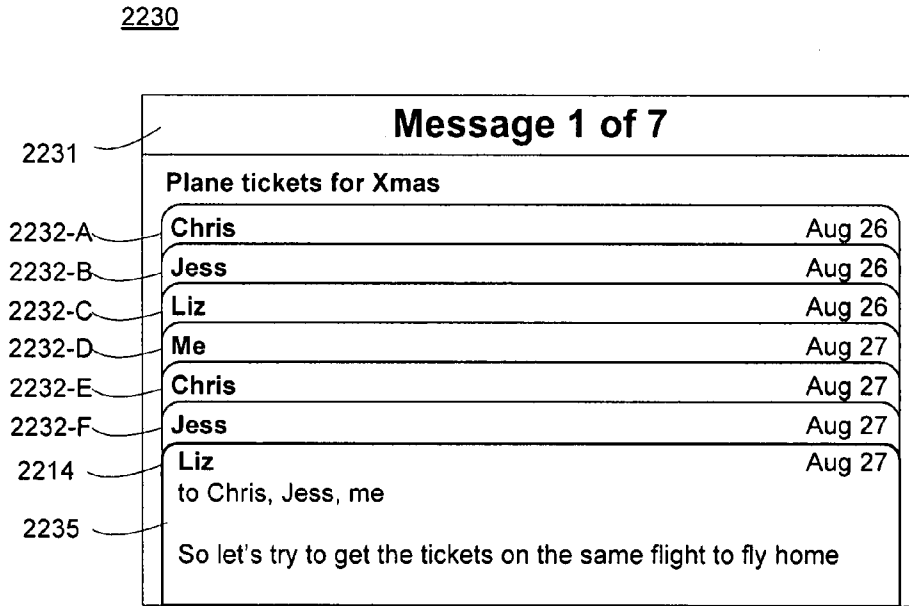 2230
Message 1 of 7
2231
Plane tickets for Xmas
2232-A Chris Aug 26
2232-B Jess Aug 26
2232-C Liz Aug 26
2232-D Me Aug 27
2232-E Chris Aug 27
2232-F Jess Aug 27
2214 Liz Aug 27
to Chris, Jess, me
2235
So let's try to get the tickets on the same flight to fly home